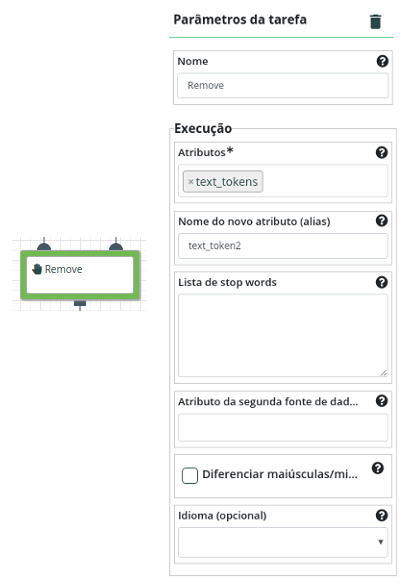 Parâmetros da tarefa
Nome
Remove
Execução
Atributos*
×text_tokens
Nome do novo atributo (alias)
text_token2
Lista de stop words
Atributo da segunda fonte de dad...
Diferenciar maiúsculas/mi...
Idioma (opcional)
Remove